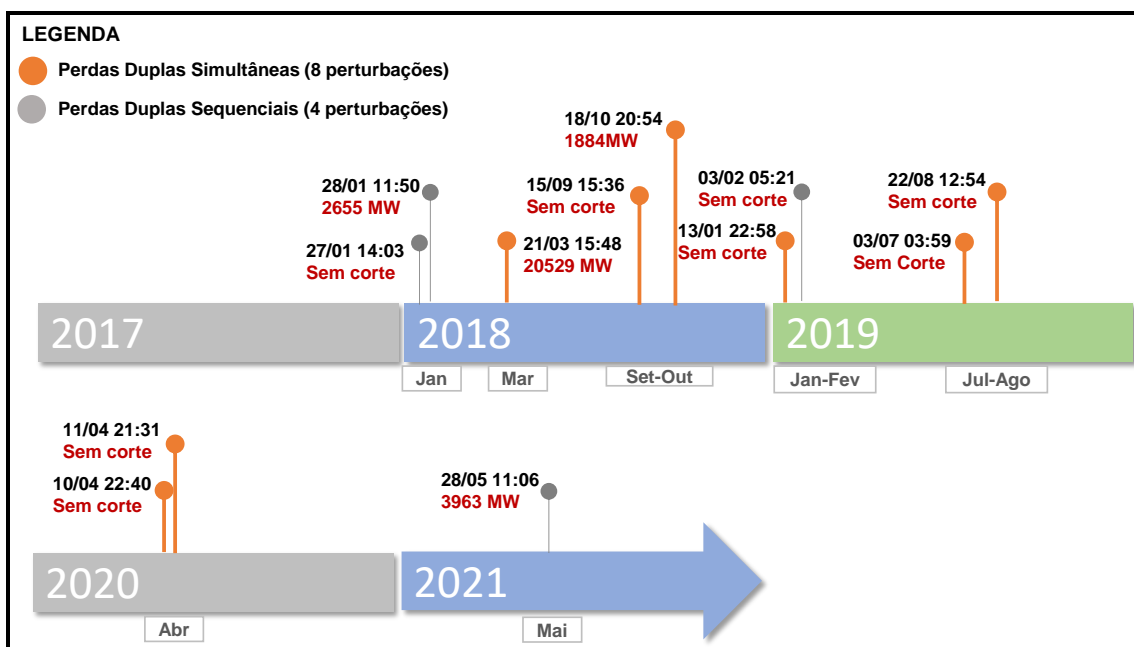 LEGENDA
Perdas Duplas Simultâneas (8 perturbações)
Perdas Duplas Sequenciais (4 perturbações)
18/10 20:54
1884MW
28/01 11:50
2655 MW
15/09 15:36
Sem corte
03/02 05:21
Sem corte
22/08 12:54
Sem corte
27/01 14:03
Sem corte
21/03 15:48
20529 MW
13/01 22:58
Sem corte
03/07 03:59
Sem Corte
2017
2018
2019
Jan
Mar
Set-Out
Jan-Fev
Jul-Ago
11/04 21:31
Sem corte
10/04 22:40
Sem corte
28/05 11:06
3963 MW
2020
2021
Abr
Mai